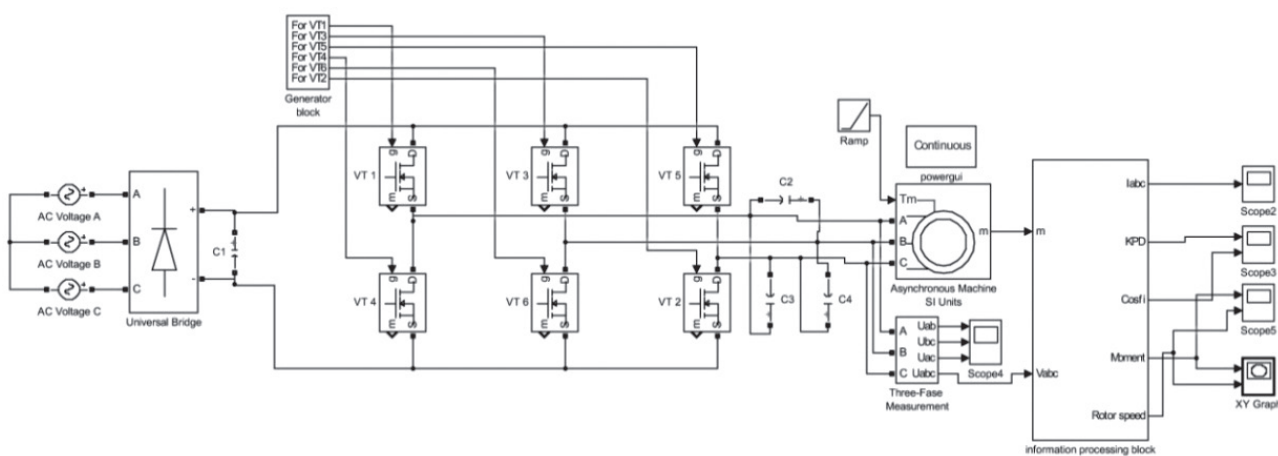 For VT1
For VT3
For VT5
For VT4
For VT6
For VT2
Generator
block
g
D
m
S
VT 1
g
D
m
S
VT 3
g
D
m
S
VT 5
g
D
m
S
VT 4
g
D
m
S
VT 6
g
D
m
S
VT 2
AC Voltage A
AC Voltage B
AC Voltage C
A
B
C
+
-
Universal Bridge
C1
C2
C3
C4
Ramp
Continuous
powergui
Tm
A
B
C
m
Asynchronous Machine
SI Units
A
B
C
Uab
Ubc
Uac
Uabc
Scope4
Three-Fase
Measurement
m
Vabc
Iabc
KPD
Cosfi
Moment
Rotor speed
information processing block
Scope2
Scope3
Scope5
XY Graph